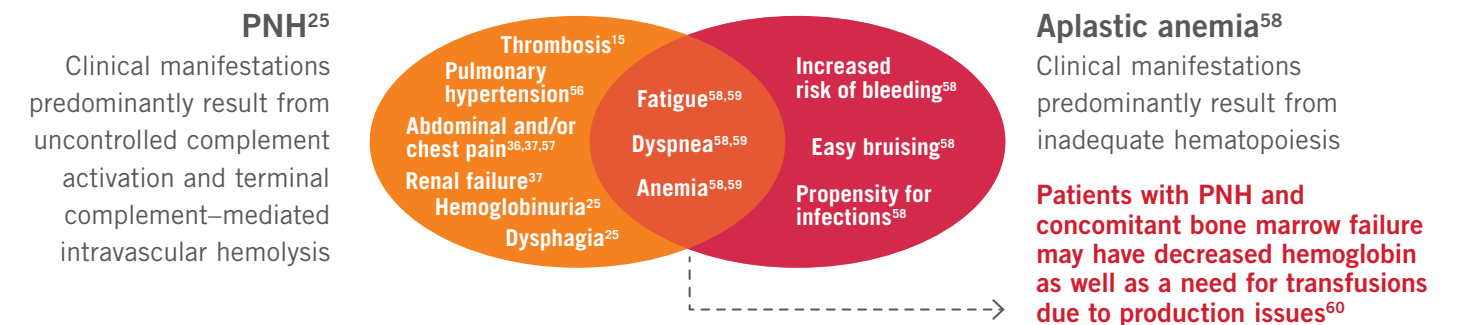 PNH²⁵
Clinical manifestations
predominantly result from
uncontrolled complement
activation and terminal
complement–mediated
intravascular hemolysis
Thrombosis¹⁵
Pulmonary
hypertension⁵⁶
Abdominal and/or
chest pain³⁶,³⁷,⁵⁷
Renal failure³⁷
Hemoglobinuria²⁵
Dysphagia²⁵
Fatigue⁵⁸,⁵⁹
Dyspnea⁵⁸,⁵⁹
Anemia⁵⁸,⁵⁹
Increased
risk of bleeding⁵⁸
Easy bruising⁵⁸
Propensity for
infections⁵⁸
Aplastic anemia⁵⁸
Clinical manifestations
predominantly result from
inadequate hematopoiesis
Patients with PNH and
concomitant bone marrow failure
may have decreased hemoglobin
as well as a need for transfusions
due to production issues⁶⁰